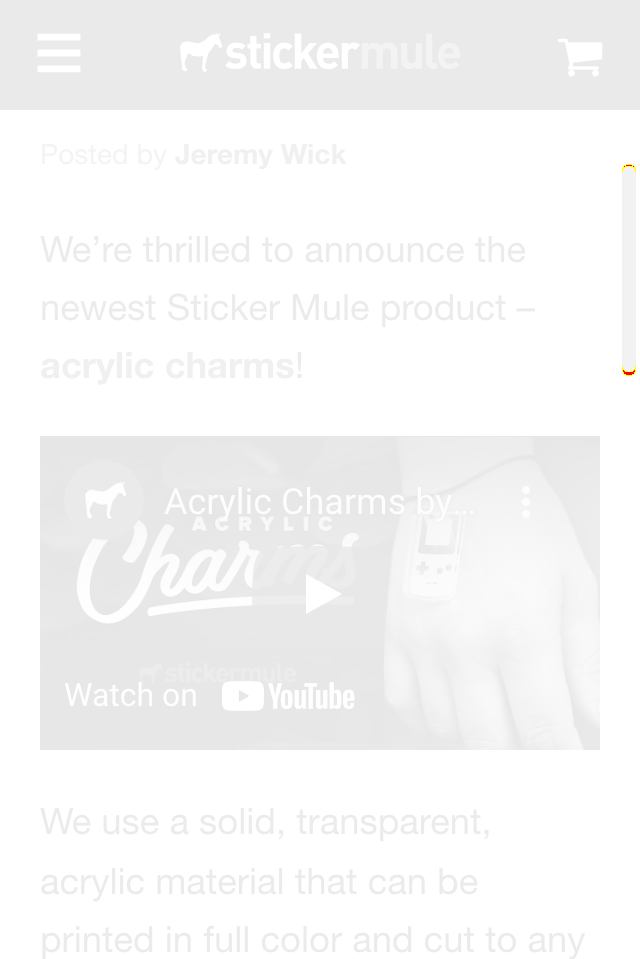 stickermule
Posted by Jeremy Wick
We’re thrilled to announce the
newest Sticker Mule product –
acrylic charms!
Acrylic Charms by...
ACRYLIC
Charms
stickermule
Watch on YouTube
We use a solid, transparent,
acrylic material that can be
printed in full color and cut to any